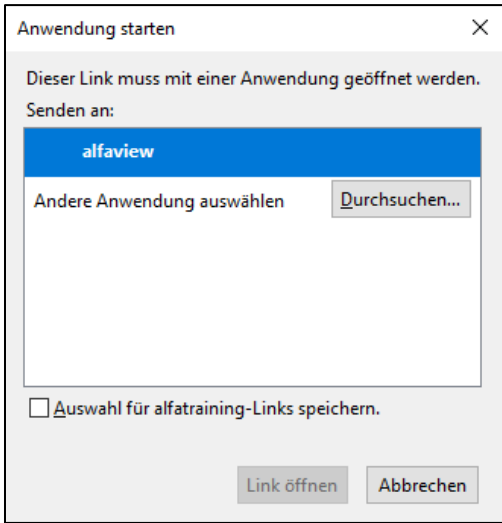 Anwendung starten
Dieser Link muss mit einer Anwendung geöffnet werden.
Senden an:
alfaview
Andere Anwendung auswählen
Durchsuchen...
Auswahl für alfatraining-Links speichern.
Link öffnen
Abbrechen